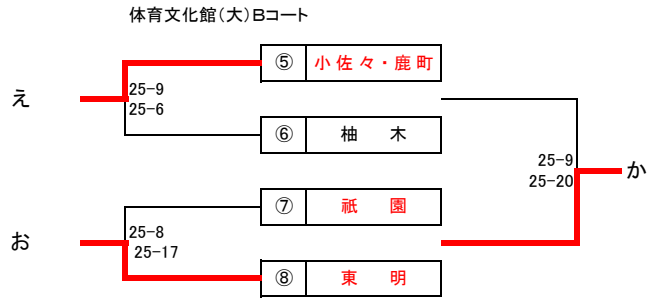 体育文化館(大)Bコート
⑤ 小佐々・鹿町
え
25-9
25-6
⑥ 柚 木
25-9
25-20
か
⑦ 祇 園
お
25-8
25-17
⑧ 東 明